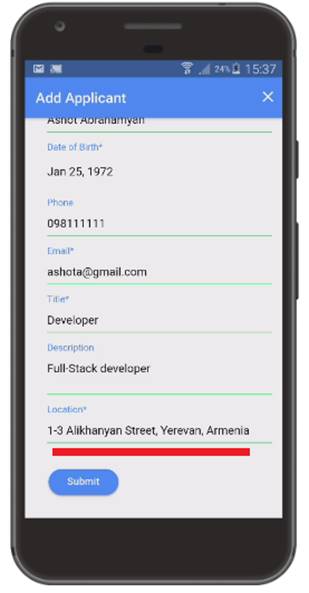 24% 15:37
Add Applicant
Ashot Abrahamyan
Date of Birth*
Jan 25, 1972
Phone
098111111
Email*
ashota@gmail.com
Title*
Developer
Description
Full-Stack developer
Location*
1-3 Alikhanyan Street, Yerevan, Armenia
Submit